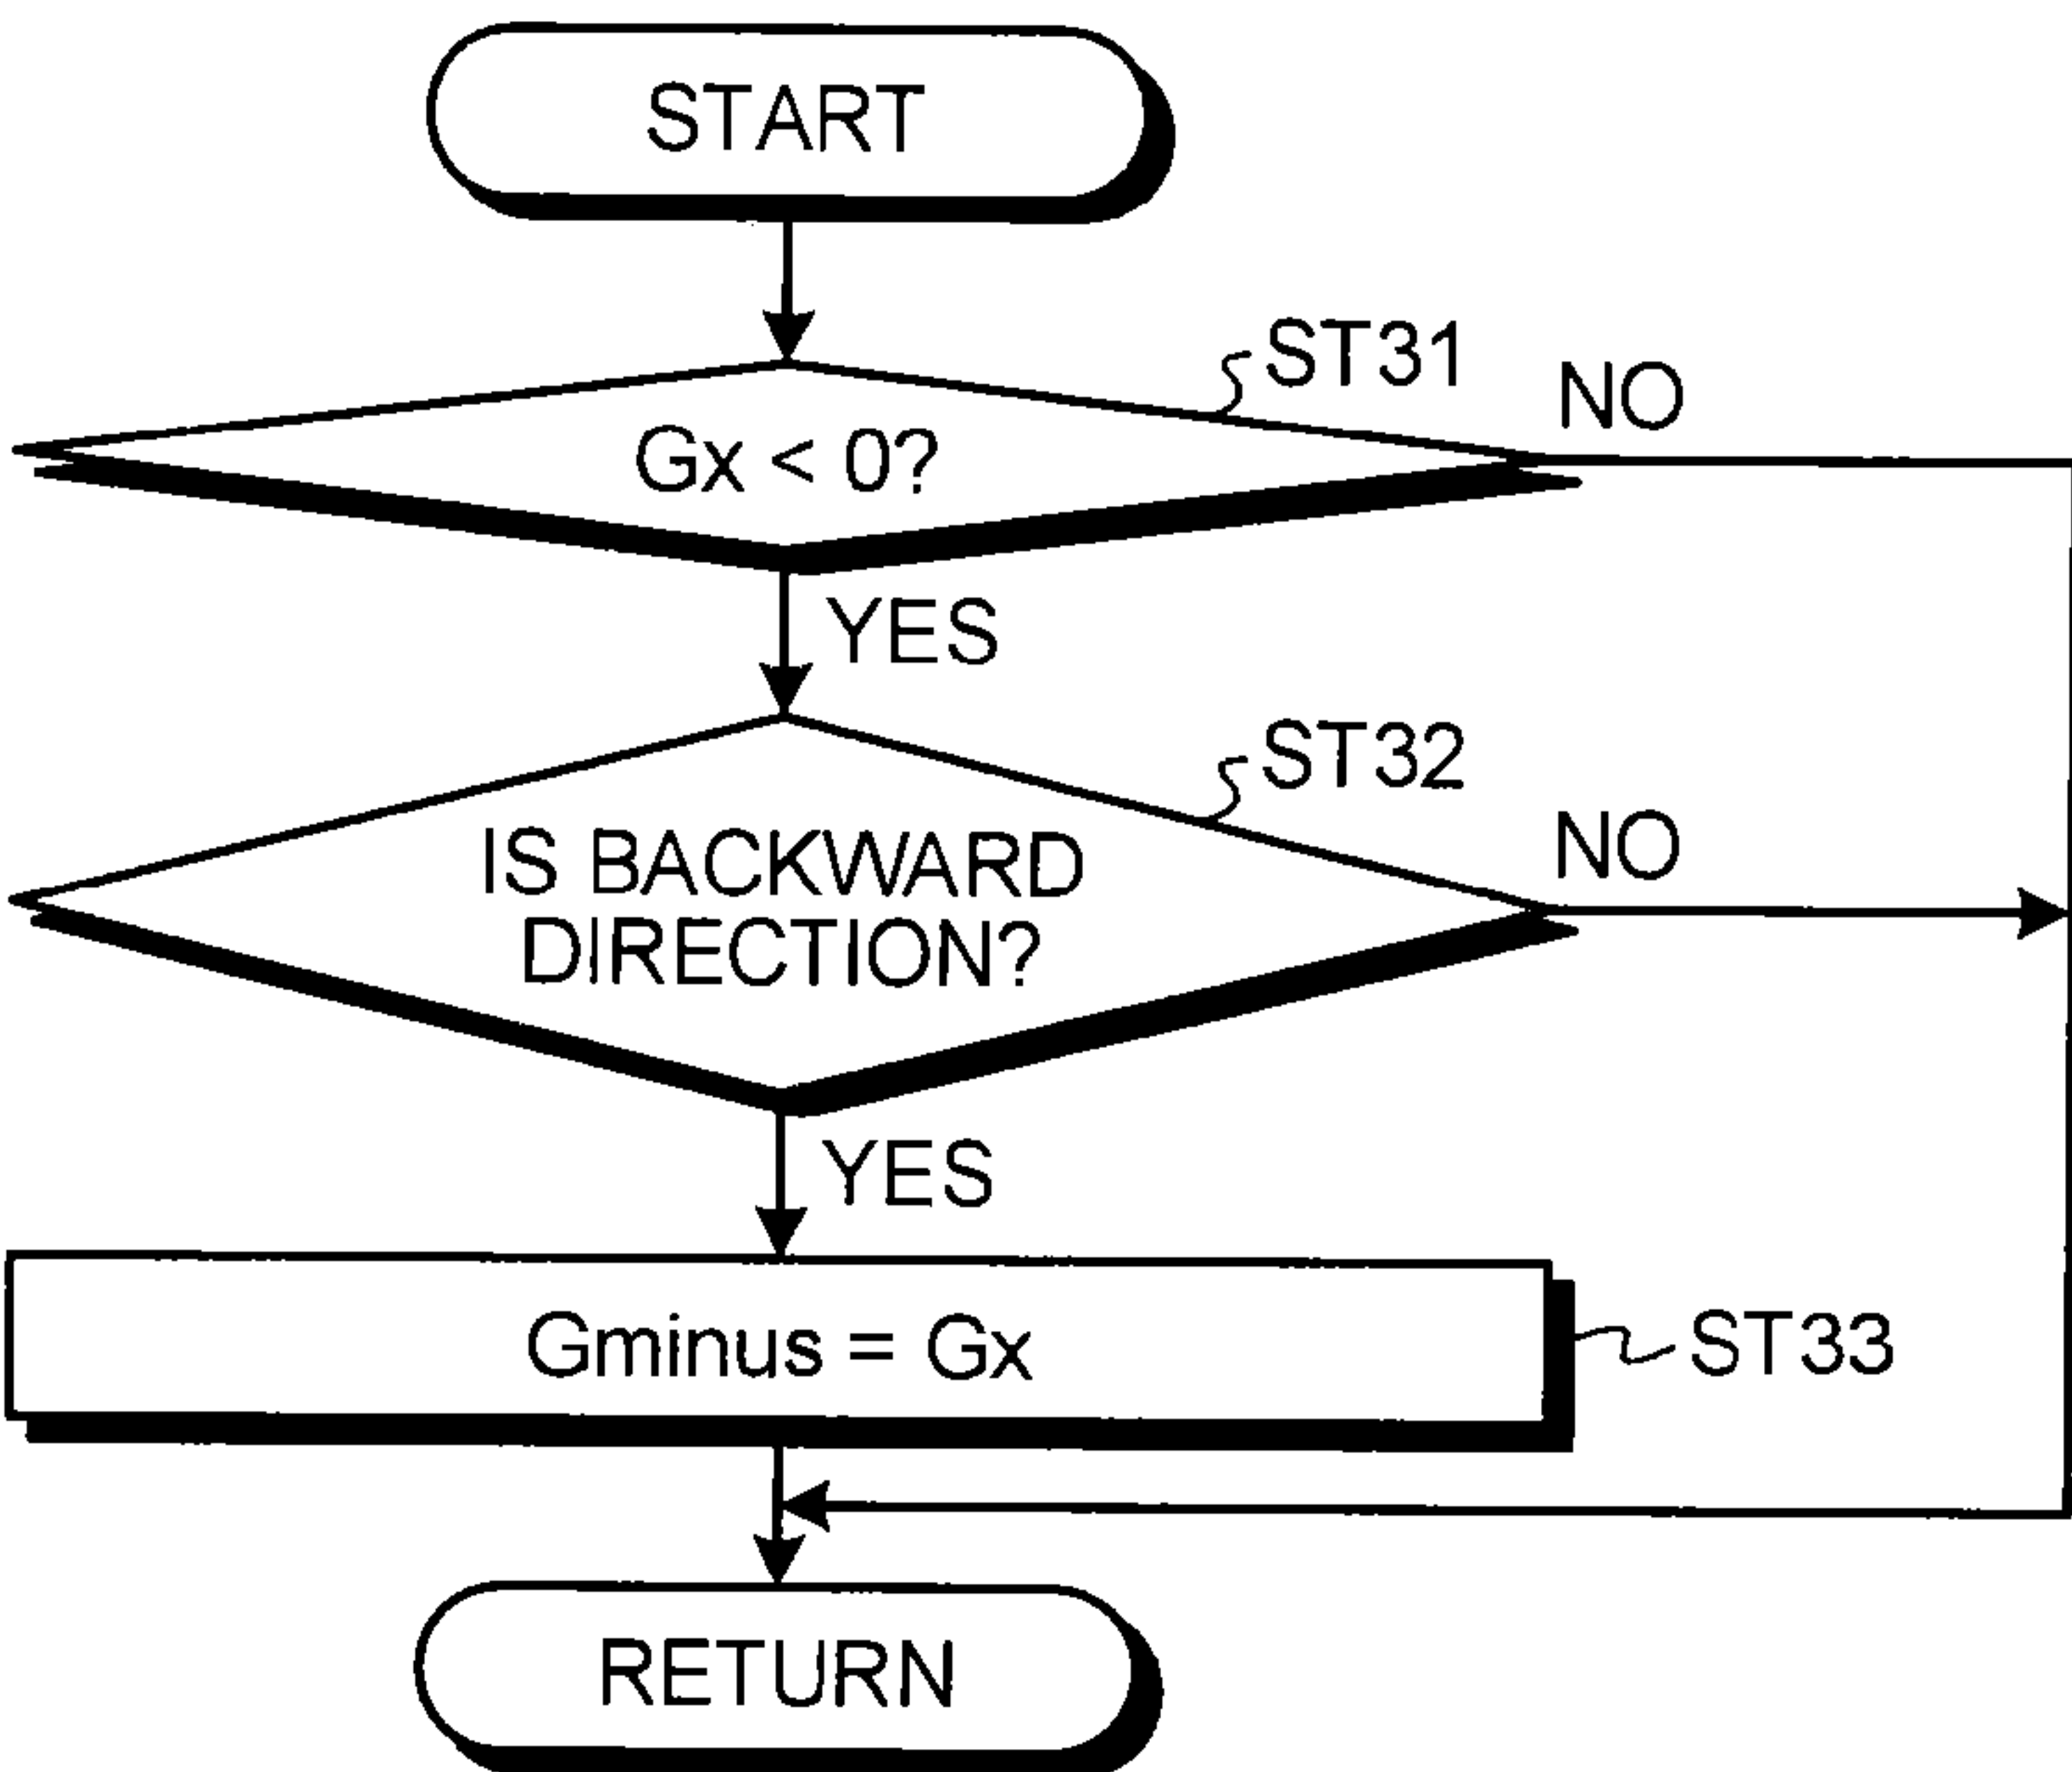 START
ST31
NO
Gx < 0?
YES
ST32
NO
IS BACKWARD
DIRECTION?
YES
Gminus = Gx
ST33
RETURN